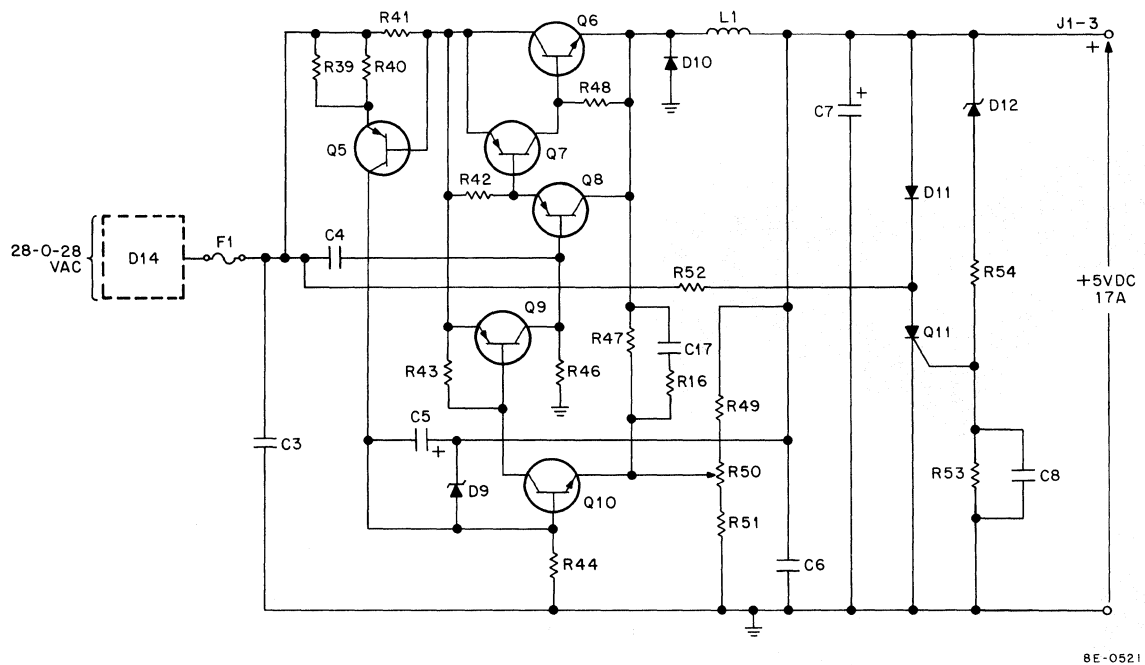 R41
Q6
L1
J1-3
+
R39
R40
D10
R48
C7
+
D12
Q5
Q7
R42
Q8
D11
28-0-28
VAC
D14
F1
C4
R52
R54
+5VDC
17A
Q9
R47
C17
Q11
R43
R46
R16
R49
C5
+
C3
D9
Q10
R50
R53
C8
R51
R44
C6
8E-0521